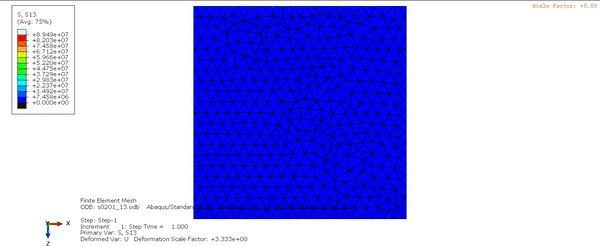 Scale Factor: +0.00
S, S13
(Avg: 75%)
+8.949e+07
+8.203e+07
+7.458e+07
+6.712e+07
+5.966e+07
+5.220e+07
+4.475e+07
+3.729e+07
+2.983e+07
+2.237e+07
+1.492e+07
+7.458e+06
+0.000e+00
Finite Element Mesh
ODB: s0201_13.odb Abaqus/Standar
Step: Step-1
Increment 1: Step Time = 1.000
Primary Var: S, S13
Deformed Var: U Deformation Scale Factor: +3.333e+00
Y X
Z